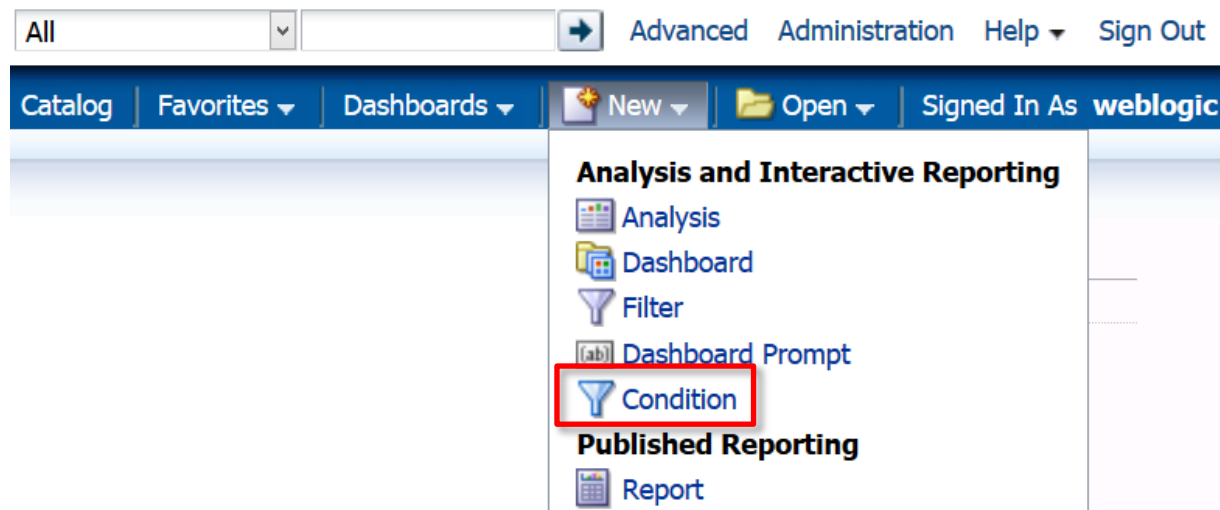 All Advanced Administration Help Sign Out
Catalog Favorites Dashboards New Open Signed In As weblogic
Analysis and Interactive Reporting
Analysis
Dashboard
Filter
(ab) Dashboard Prompt
Condition
Published Reporting
Report